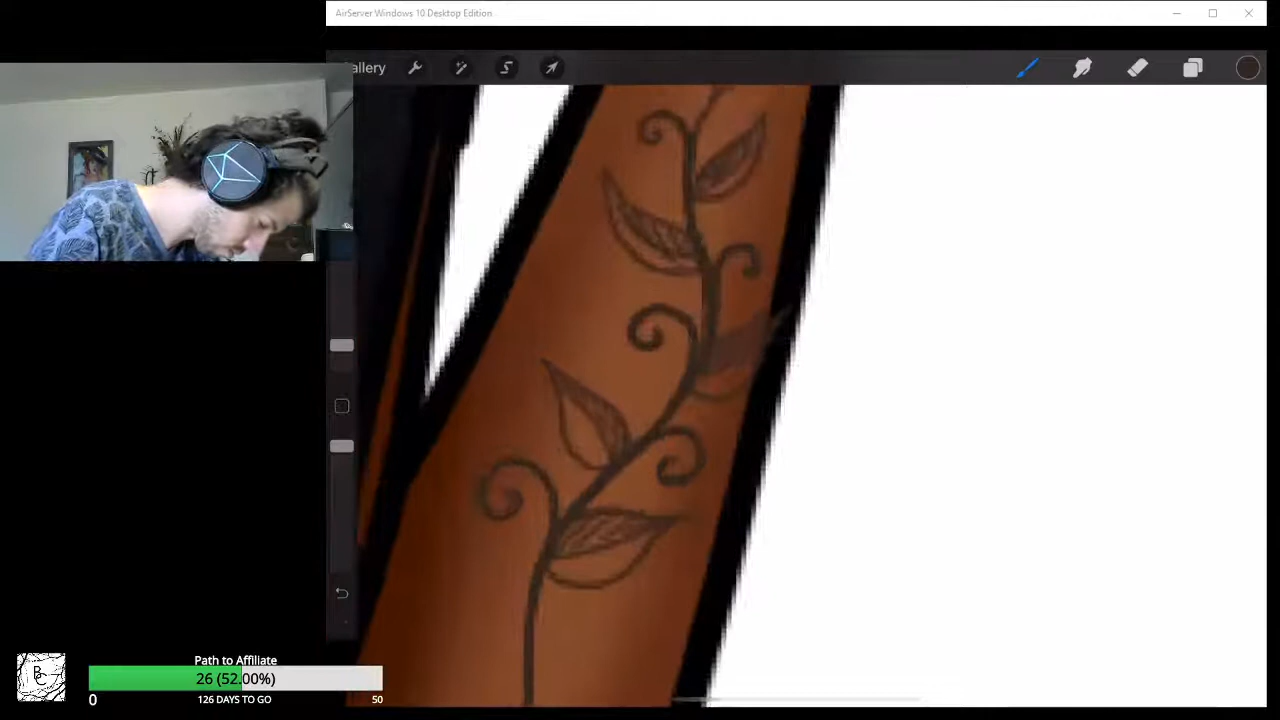 AirServer Windows 10 Desktop Edition
allery
Path to Affiliate
26 (52.00%)
0
126 DAYS TO GO
50